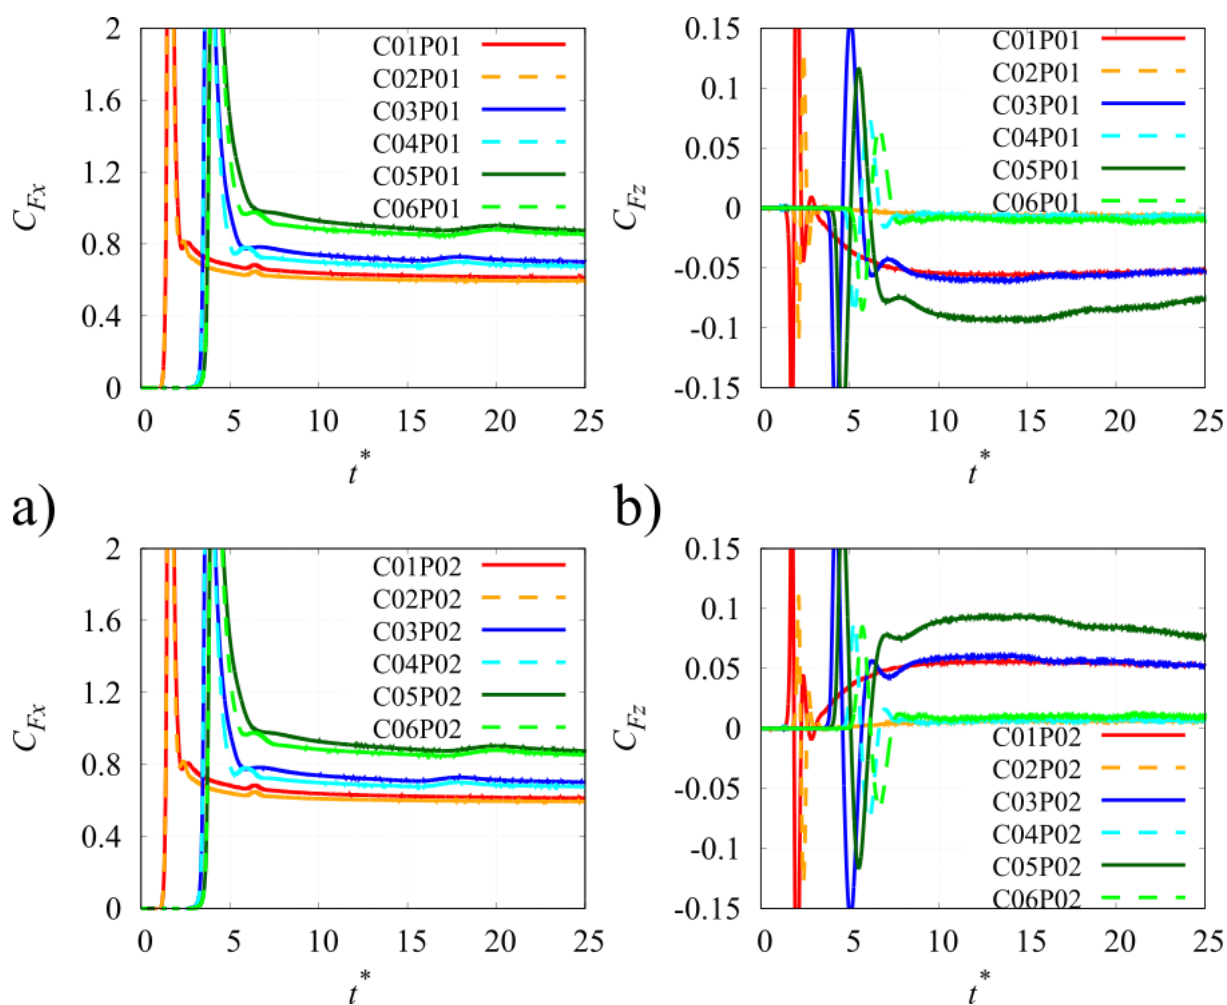 2
1.6
1.2
0.8
0.4
0
C_Fx
C01P01
C02P01
C03P01
C04P01
C05P01
C06P01
0 5 10 15 20 25
t*
0.15
0.1
0.05
0
-0.05
-0.1
-0.15
C_Fz
C01P01
C02P01
C03P01
C04P01
C05P01
C06P01
0 5 10 15 20 25
t*
a)
b)
2
1.6
1.2
0.8
0.4
0
C_Fx
C01P02
C02P02
C03P02
C04P02
C05P02
C06P02
0 5 10 15 20 25
t*
0.15
0.1
0.05
0
-0.05
-0.1
-0.15
C_Fz
C01P02
C02P02
C03P02
C04P02
C05P02
C06P02
0 5 10 15 20 25
t*